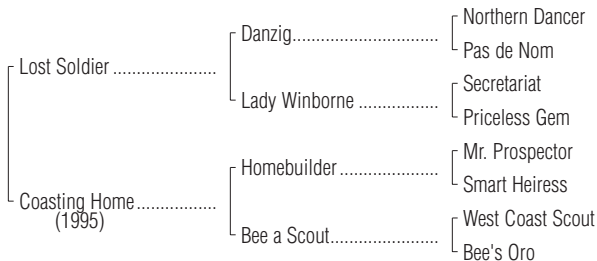 Northern Dancer
Danzig..............................
Pas de Nom
Lost Soldier .....................
Secretariat
Lady Winborne ................
Priceless Gem
Mr. Prospector
Homebuilder ....................
Smart Heiress
Coasting Home................
(1995)
West Coast Scout
Bee a Scout......................
Bee's Oro